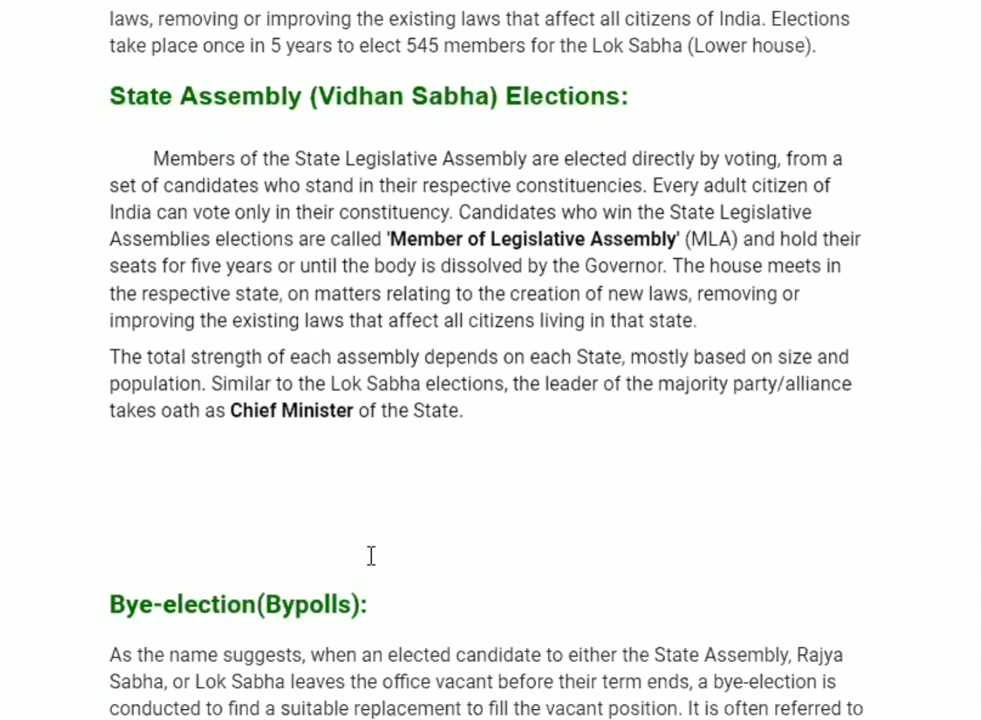 laws, removing or improving the existing laws that affect all citizens of India. Elections
take place once in 5 years to elect 545 members for the Lok Sabha (Lower house).
State Assembly (Vidhan Sabha) Elections:
Members of the State Legislative Assembly are elected directly by voting, from a
set of candidates who stand in their respective constituencies. Every adult citizen of
India can vote only in their constituency. Candidates who win the State Legislative
Assemblies elections are called 'Member of Legislative Assembly' (MLA) and hold their
seats for five years or until the body is dissolved by the Governor. The house meets in
the respective state, on matters relating to the creation of new laws, removing or
improving the existing laws that affect all citizens living in that state.
The total strength of each assembly depends on each State, mostly based on size and
population. Similar to the Lok Sabha elections, the leader of the majority party/alliance
takes oath as Chief Minister of the State.
Bye-election(Bypolls):
As the name suggests, when an elected candidate to either the State Assembly, Rajya
Sabha, or Lok Sabha leaves the office vacant before their term ends, a bye-election is
conducted to find a suitable replacement to fill the vacant position. It is often referred to